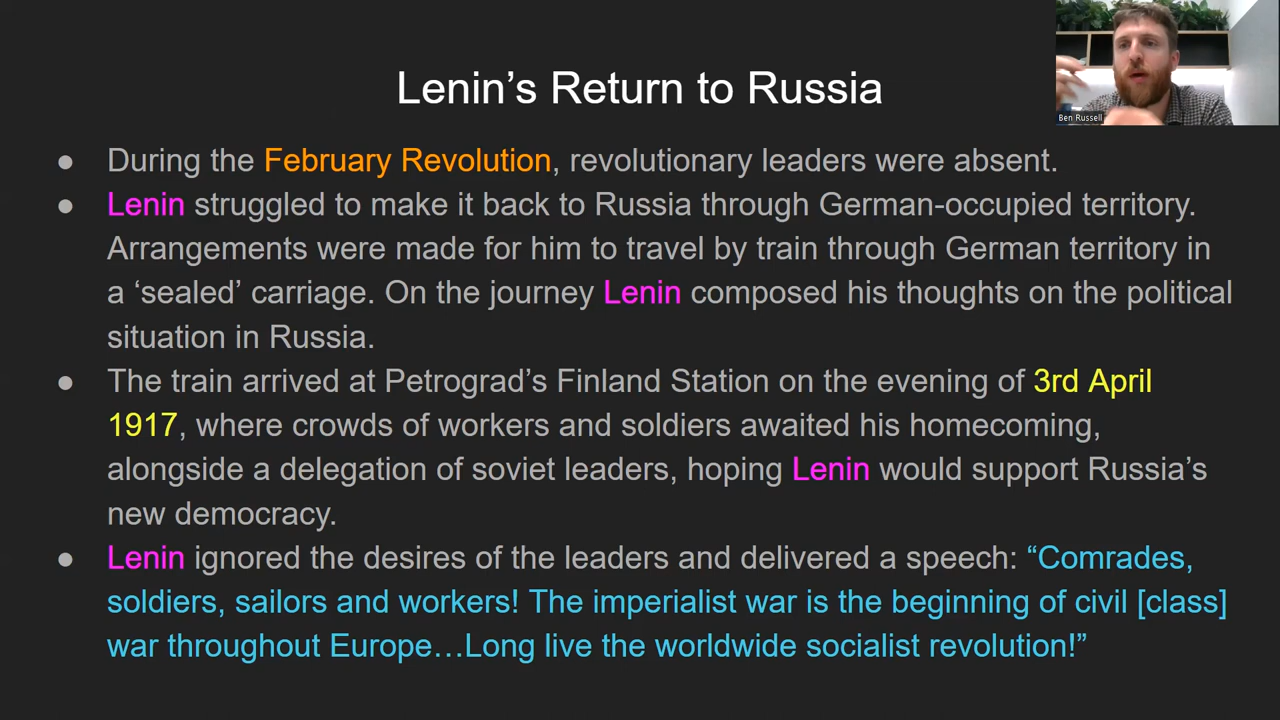 Lenin’s Return to Russia
Ben Russell
● During the February Revolution, revolutionary leaders were absent.
● Lenin struggled to make it back to Russia through German-occupied territory.
Arrangements were made for him to travel by train through German territory in
a ‘sealed’ carriage. On the journey Lenin composed his thoughts on the political
situation in Russia.
● The train arrived at Petrograd’s Finland Station on the evening of 3rd April
1917, where crowds of workers and soldiers awaited his homecoming,
alongside a delegation of soviet leaders, hoping Lenin would support Russia’s
new democracy.
● Lenin ignored the desires of the leaders and delivered a speech: “Comrades,
soldiers, sailors and workers! The imperialist war is the beginning of civil [class]
war throughout Europe…Long live the worldwide socialist revolution!”